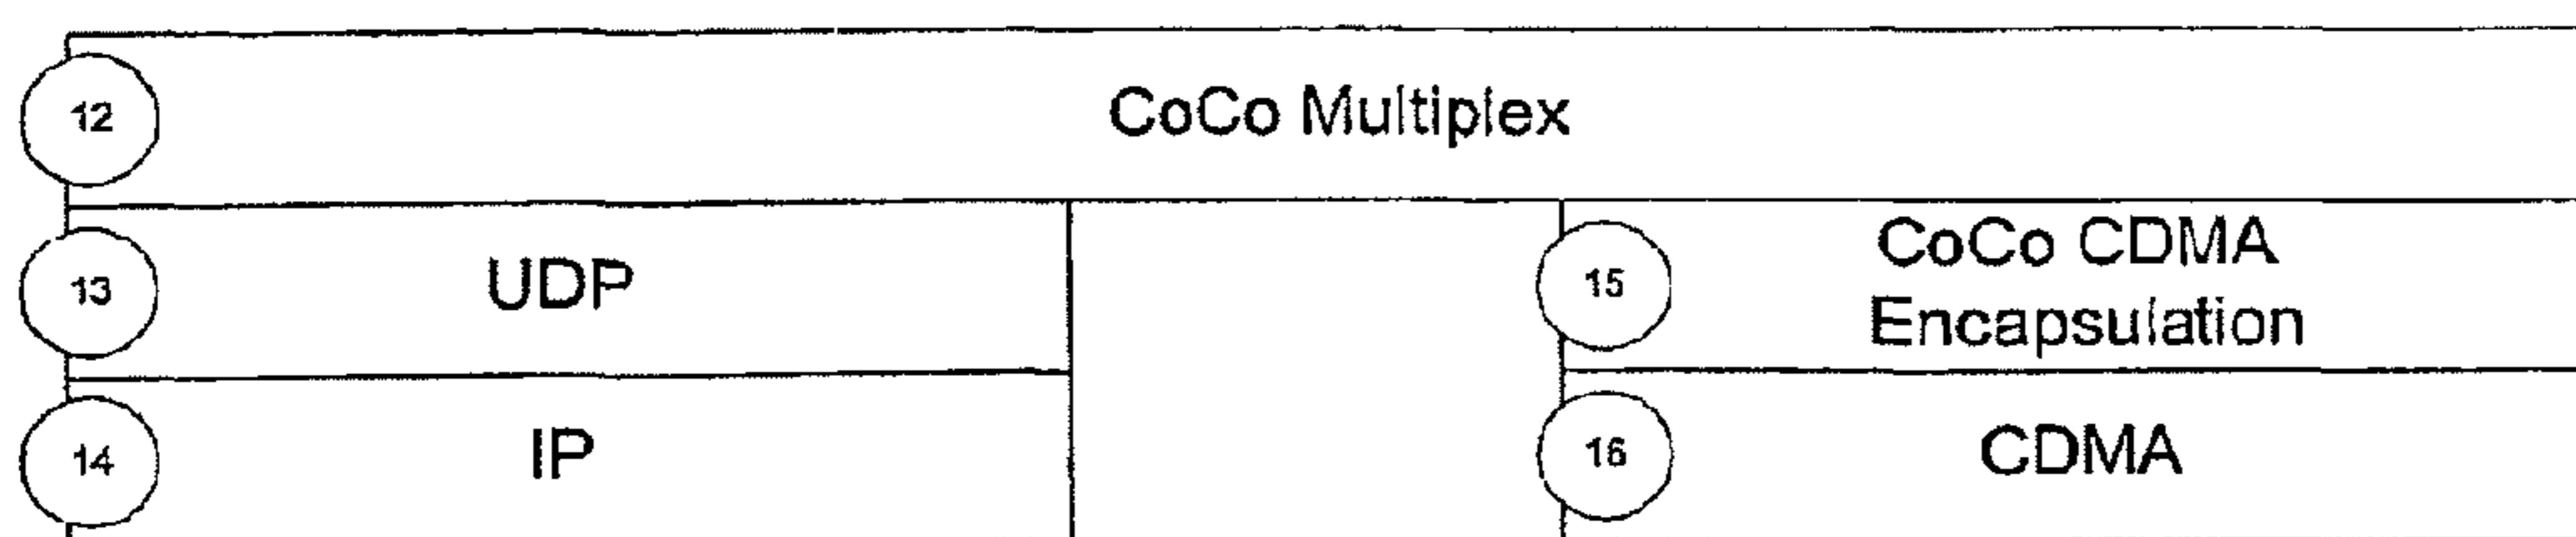 12
CoCo Multiplex
13
UDP
15
CoCo CDMA
Encapsulation
14
IP
16
CDMA